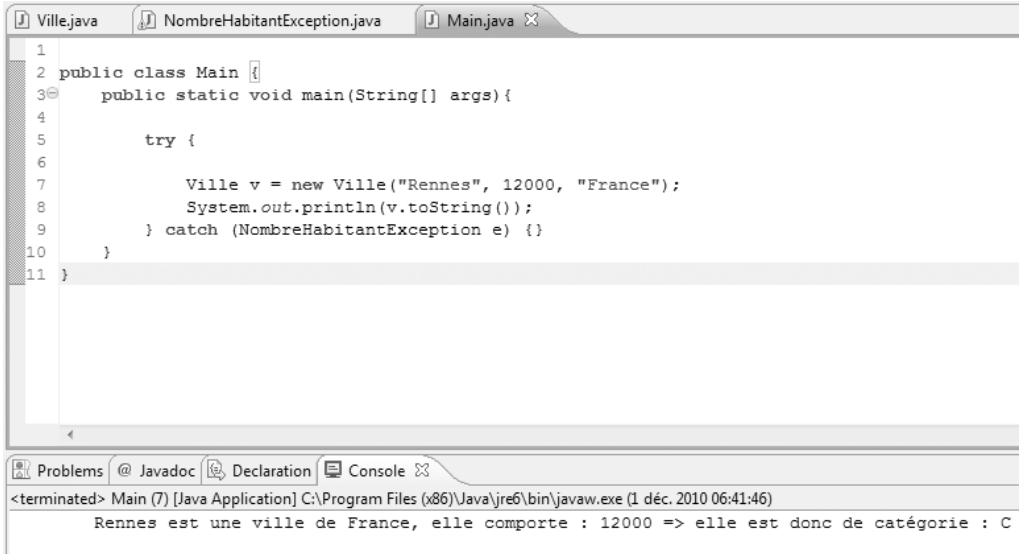 Ville.java NombreHabitantException.java Main.java
1
2 public class Main {
3 public static void main(String[] args){
4
5 try {
6
7 Ville v = new Ville("Rennes", 12000, "France");
8 System.out.println(v.toString());
9 } catch (NombreHabitantException e) {}
10 }
11 }
Problems @ Javadoc Declaration Console
<terminated> Main (7) [Java Application] C:\Program Files (x86)\Java\jre6\bin\javaw.exe (1 déc. 2010 06:41:46)
Rennes est une ville de France, elle comporte : 12000 => elle est donc de catégorie : C